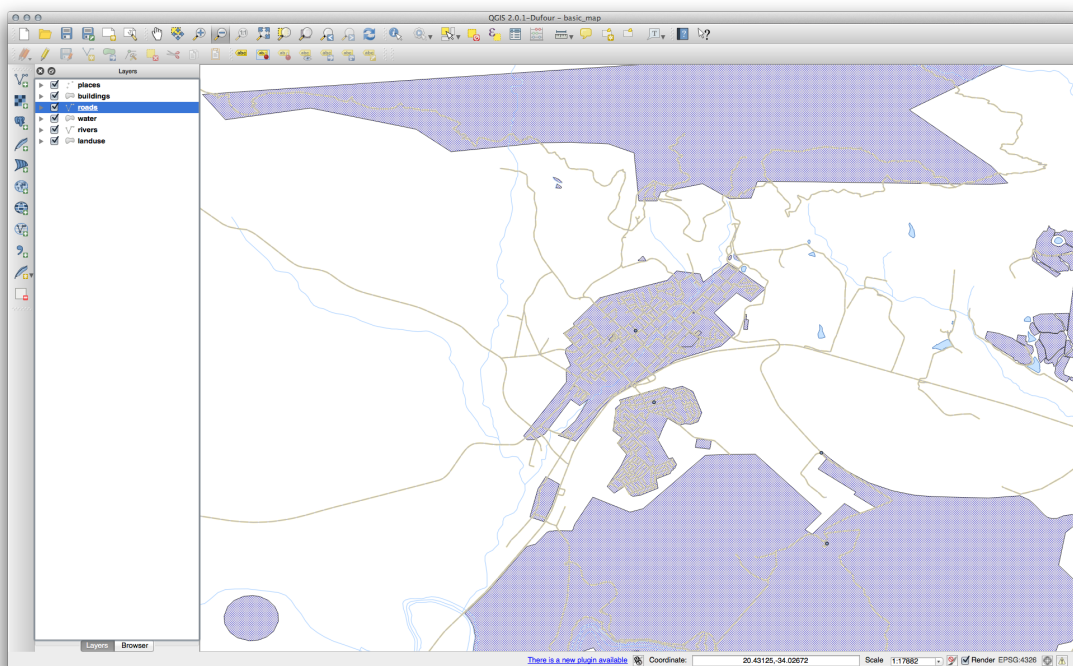 QGIS 2.0.1-Dufour - basic_map
Layers
places
buildings
roads
water
rivers
landuse
Layers Browser
There is a new plugin available Coordinate: 20.43125,-34.02672 Scale 1:17682 Render EPSG:4326